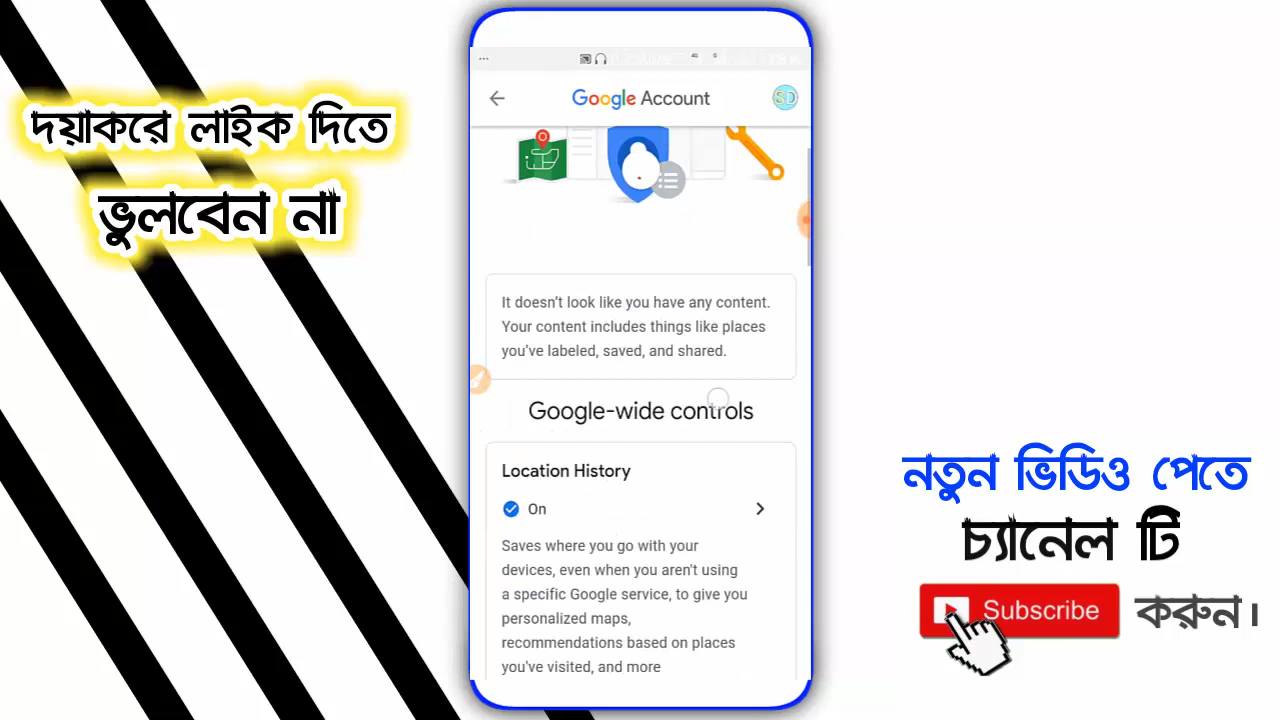 দয়াকরে লাইক দিতে
ভুলবেন না
Google Account
SD
It doesn't look like you have any content.
Your content includes things like places
you've labeled, saved, and shared.
Google-wide controls
Location History
On
Saves where you go with your
devices, even when you aren't using
a specific Google service, to give you
personalized maps,
recommendations based on places
you've visited, and more
নতুন ভিডিও পেতে
চ্যানেল টি
Subscribe করুন।